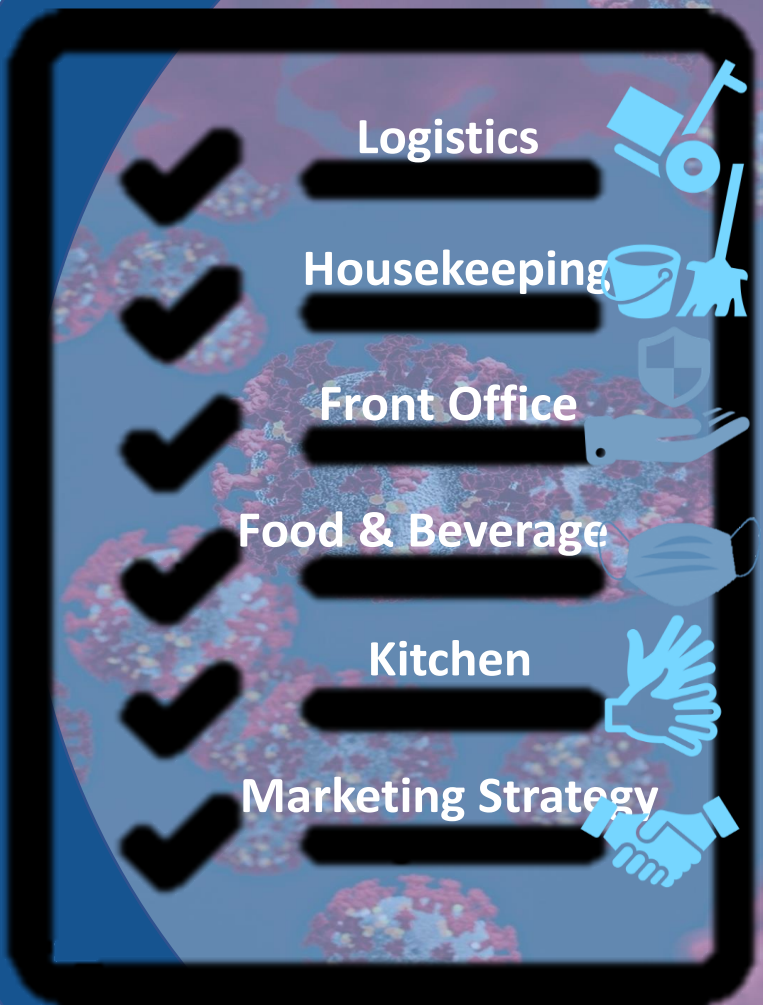 Logistics
Housekeeping
Front Office
Food & Beverage
Kitchen
Marketing Strategy